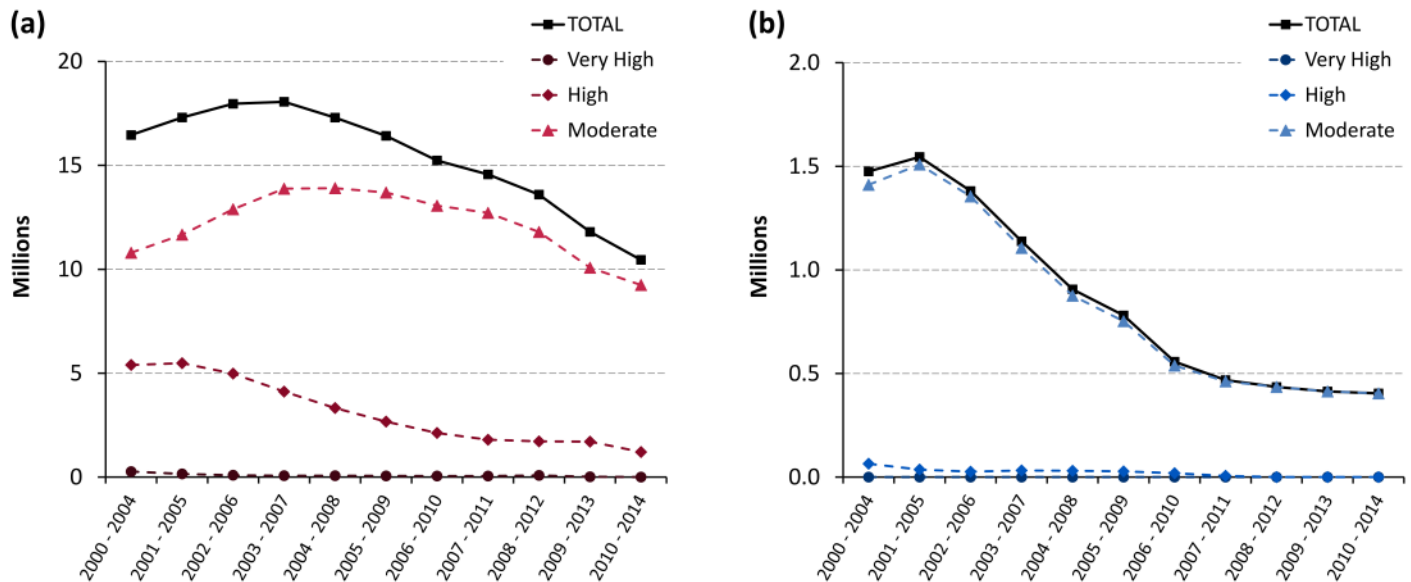 (a)
TOTAL
Very High
High
Moderate
20
15
10
5
0
Millions
2000 - 2004
2001 - 2005
2002 - 2006
2003 - 2007
2004 - 2008
2005 - 2009
2006 - 2010
2007 - 2011
2008 - 2012
2009 - 2013
2010 - 2014
(b)
TOTAL
Very High
High
Moderate
2.0
1.5
1.0
0.5
0.0
Millions
2000 - 2004
2001 - 2005
2002 - 2006
2003 - 2007
2004 - 2008
2005 - 2009
2006 - 2010
2007 - 2011
2008 - 2012
2009 - 2013
2010 - 2014